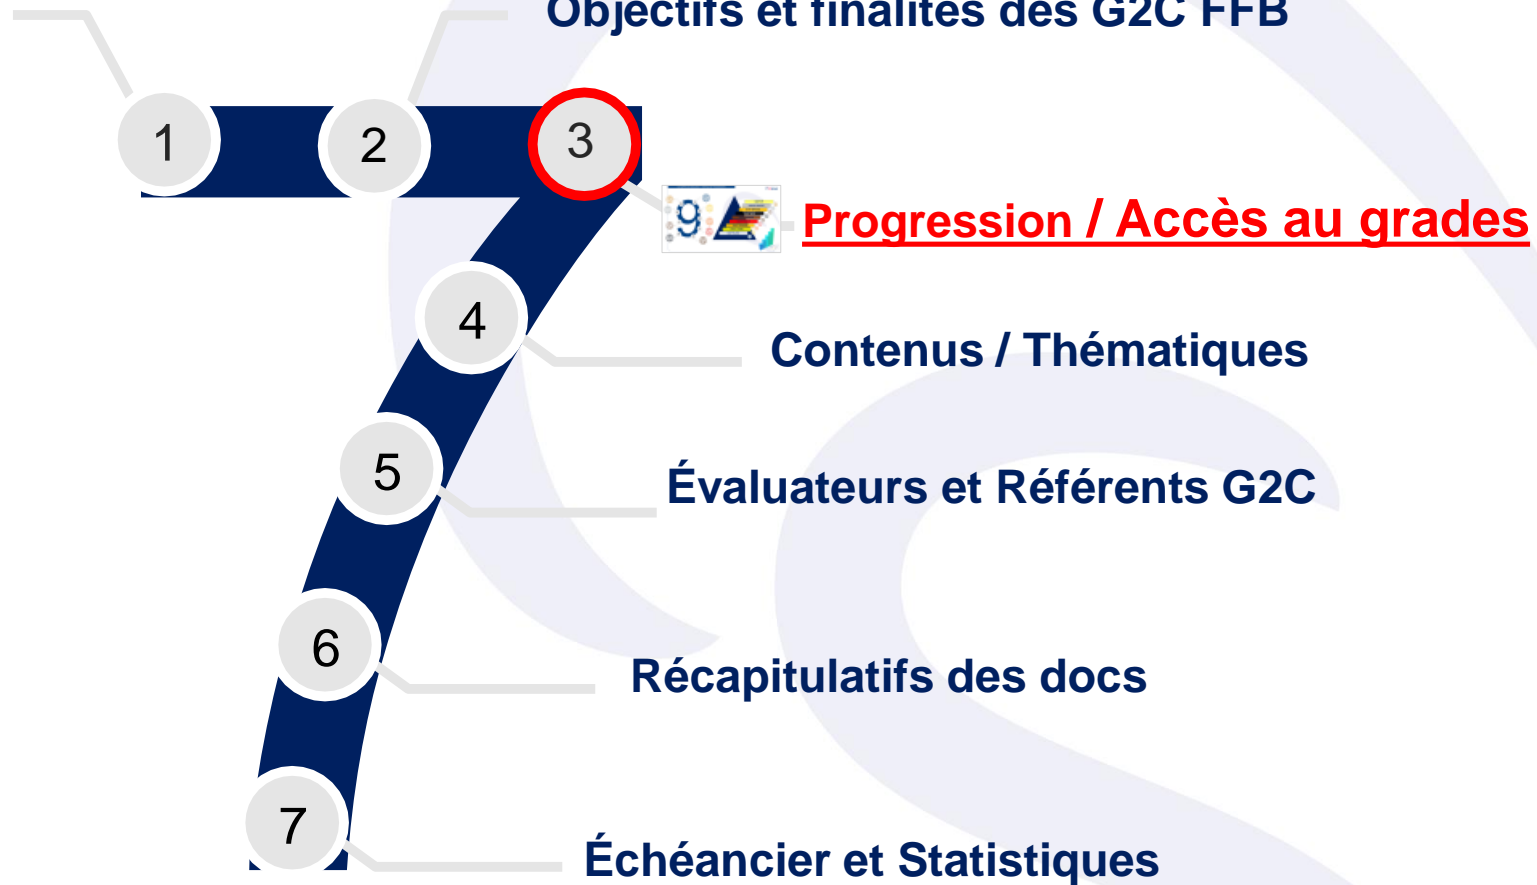 Objectifs et finalités des G2C FFB
1
2
3
9
Progression / Accès au grades
4
Contenus / Thématiques
5
Évaluateurs et Référents G2C
6
Récapitulatifs des docs
7
Échéancier et Statistiques